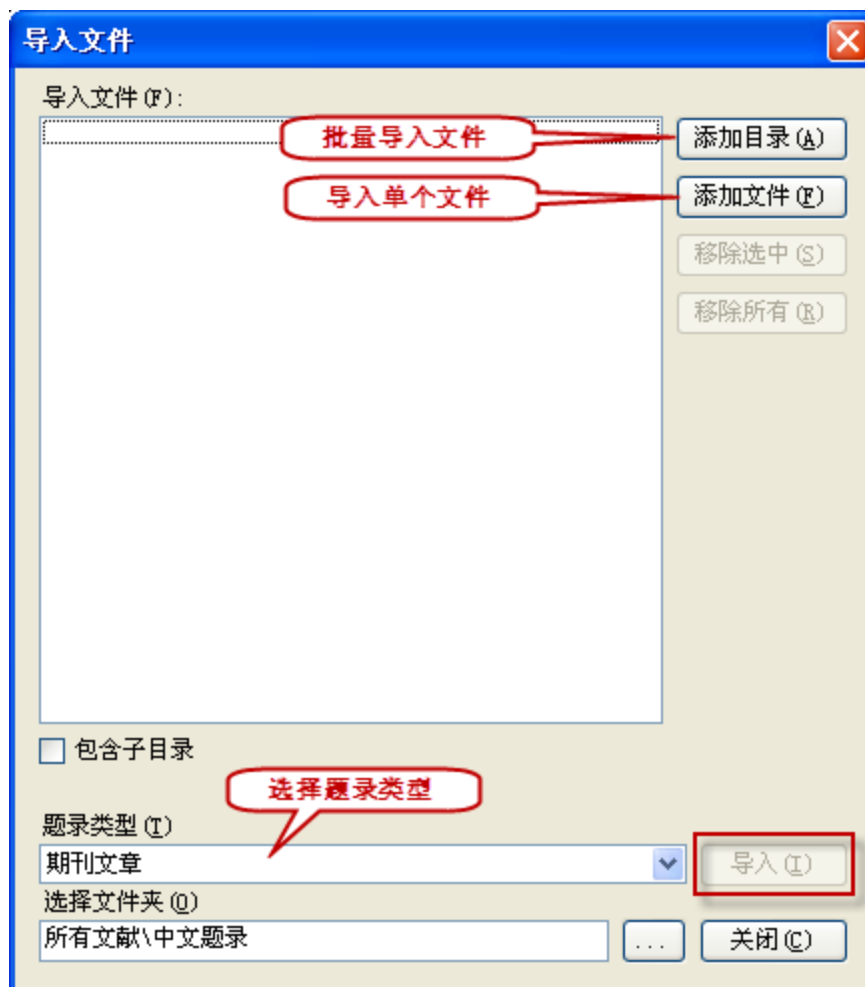 导入文件
导入文件(F):
批量导入文件
添加目录(A)
导入单个文件
添加文件(F)
移除选中(S)
移除所有(R)
包含子目录
选择题录类型
题录类型(T)
期刊文章
导入(I)
选择文件夹(O)
所有文献\中文题录
...
关闭(C)